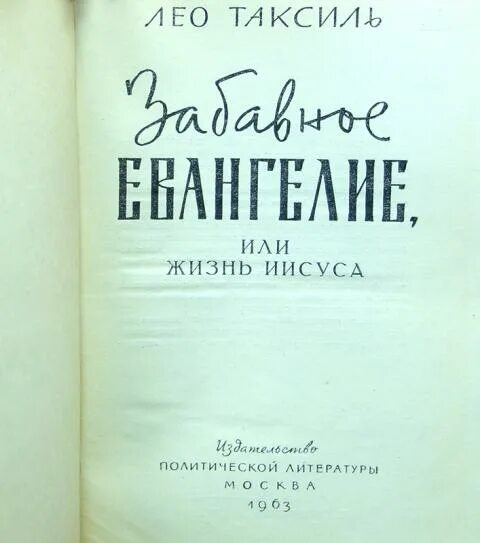 ЛЕО ТАКСИЛЬ
Забавное
ЕВАНГЕЛИЕ,
ИЛИ
ЖИЗНЬ ИИСУСА
Издательство
ПОЛИТИЧЕСКОЙ ЛИТЕРАТУРЫ
МОСКВА
1963